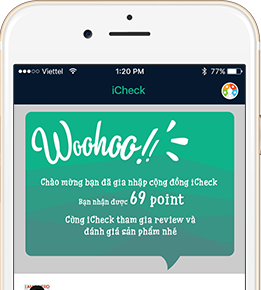 Viettel 1:20 PM 77%
iCheck
Woohoo!!
Chào mừng bạn đã gia nhập cộng đồng iCheck
Bạn nhận được 69 point
Cùng iCheck tham gia review và
đánh giá sản phẩm nhé